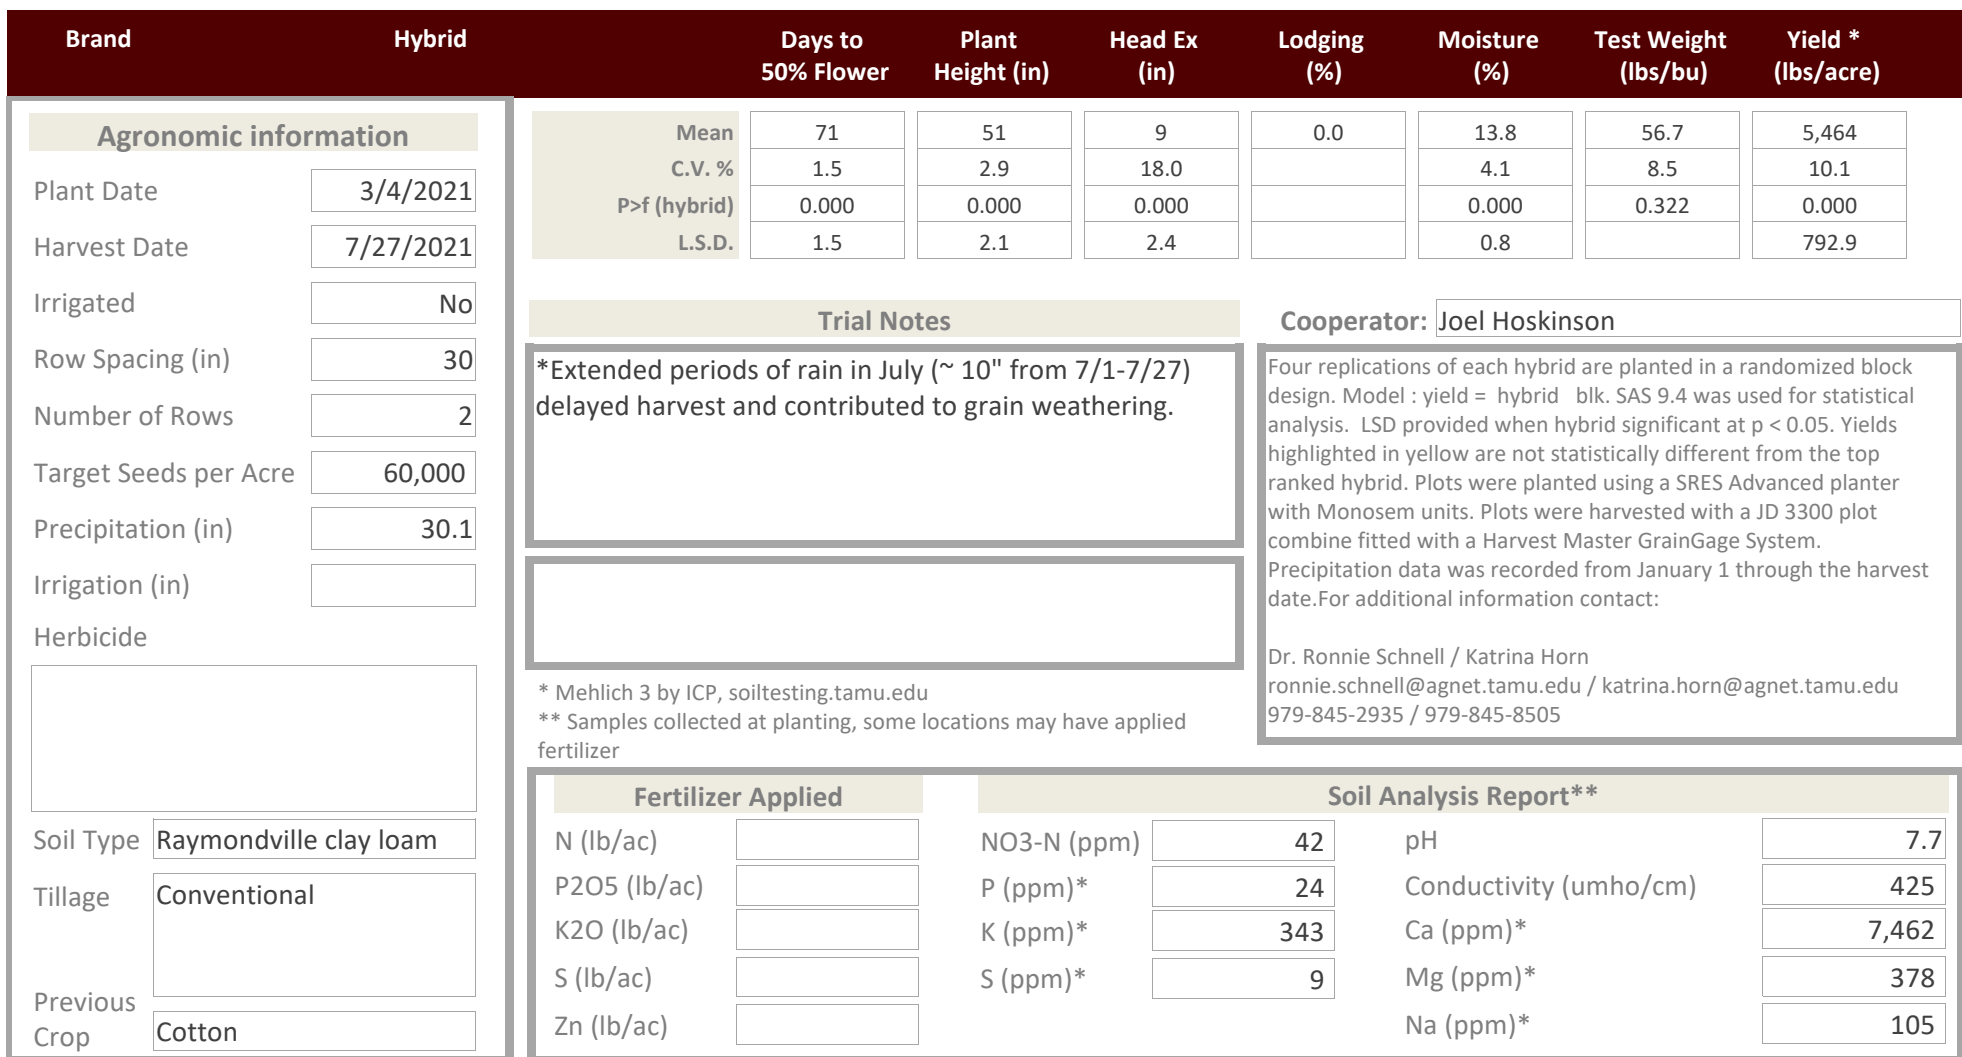 Brand Hybrid Days to 50% Flower Plant Height (in) Head Ex (in) Lodging (%) Moisture (%) Test Weight (lbs/bu) Yield * (lbs/acre)
Agronomic information
Plant Date 3/4/2021
Harvest Date 7/27/2021
Irrigated No
Row Spacing (in) 30
Number of Rows 2
Target Seeds per Acre 60,000
Precipitation (in) 30.1
Irrigation (in)
Herbicide
Soil Type Raymondville clay loam
Tillage Conventional
Previous
Crop Cotton
Mean 71 51 9 0.0 13.8 56.7 5,464
C.V. % 1.5 2.9 18.0 4.1 8.5 10.1
P>f (hybrid) 0.000 0.000 0.000 0.000 0.322 0.000
L.S.D. 1.5 2.1 2.4 0.8 792.9
Trial Notes
*Extended periods of rain in July (~ 10" from 7/1-7/27)
delayed harvest and contributed to grain weathering.
* Mehlich 3 by ICP, soiltesting.tamu.edu
** Samples collected at planting, some locations may have applied
fertilizer
Cooperator: Joel Hoskinson
Four replications of each hybrid are planted in a randomized block
design. Model : yield = hybrid blk. SAS 9.4 was used for statistical
analysis. LSD provided when hybrid significant at p < 0.05. Yields
highlighted in yellow are not statistically different from the top
ranked hybrid. Plots were planted using a SRES Advanced planter
with Monosem units. Plots were harvested with a JD 3300 plot
combine fitted with a Harvest Master GrainGage System.
Precipitation data was recorded from January 1 through the harvest
date.For additional information contact:
Dr. Ronnie Schnell / Katrina Horn
ronnie.schnell@agnet.tamu.edu / katrina.horn@agnet.tamu.edu
979-845-2935 / 979-845-8505
Fertilizer Applied
N (lb/ac)
P2O5 (lb/ac)
K2O (lb/ac)
S (lb/ac)
Zn (lb/ac)
Soil Analysis Report**
NO3-N (ppm) 42 pH 7.7
P (ppm)* 24 Conductivity (umho/cm) 425
K (ppm)* 343 Ca (ppm)* 7,462
S (ppm)* 9 Mg (ppm)* 378
Na (ppm)* 105